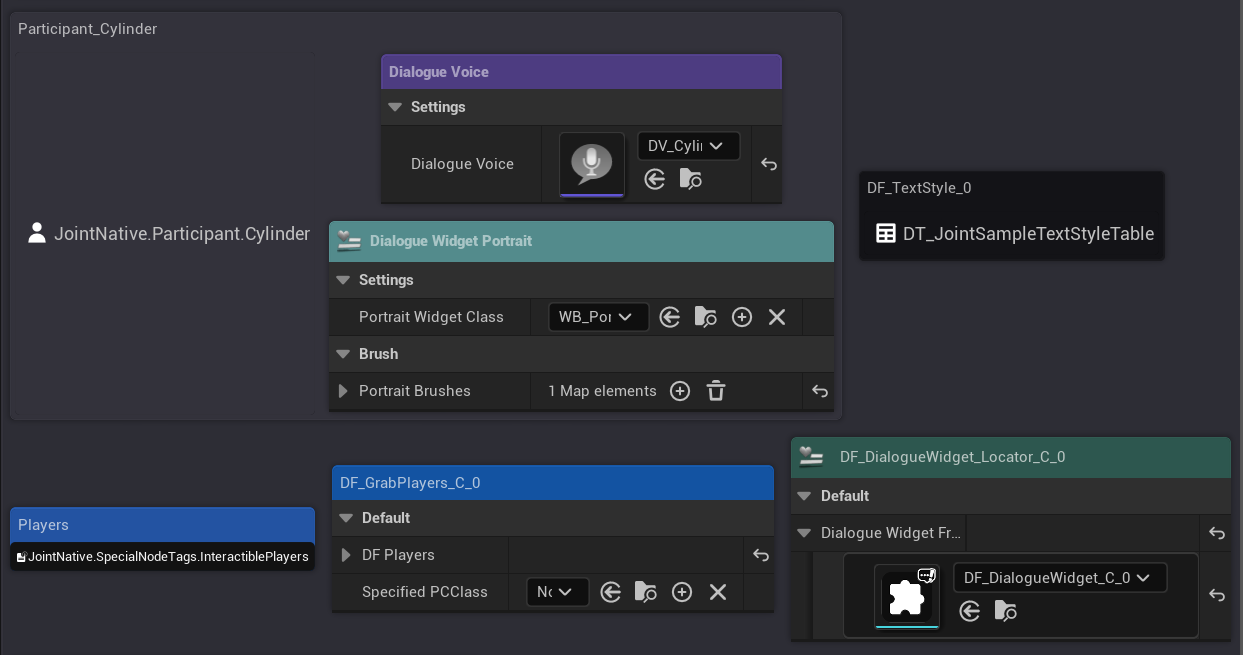 Participant_Cylinder
Dialogue Voice
Settings
Dialogue Voice
DV_Cylin
JointNative.Participant.Cylinder
Dialogue Widget Portrait
Settings
Portrait Widget Class
WB_Por
Brush
Portrait Brushes
1 Map elements
DF_TextStyle_0
DT_JointSampleTextStyleTable
Players
JointNative.SpecialNodeTags.InteractiblePlayers
DF_GrabPlayers_C_0
Default
DF Players
Specified PCClass
No
DF_DialogueWidget_Locator_C_0
Default
Dialogue Widget Fr...
DF_DialogueWidget_C_0